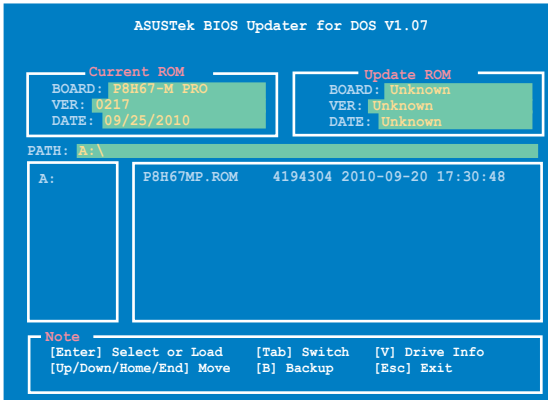 ASUSTek BIOS Updater for DOS V1.07
Current ROM
BOARD: P8H67-M PRO
VER: 0217
DATE: 09/25/2010
Update ROM
BOARD: Unknown
VER: Unknown
DATE: Unknown
PATH: A:\
A:
P8H67MP.ROM 4194304 2010-09-20 17:30:48
Note
[Enter] Select or Load [Tab] Switch [V] Drive Info
[Up/Down/Home/End] Move [B] Backup [Esc] Exit